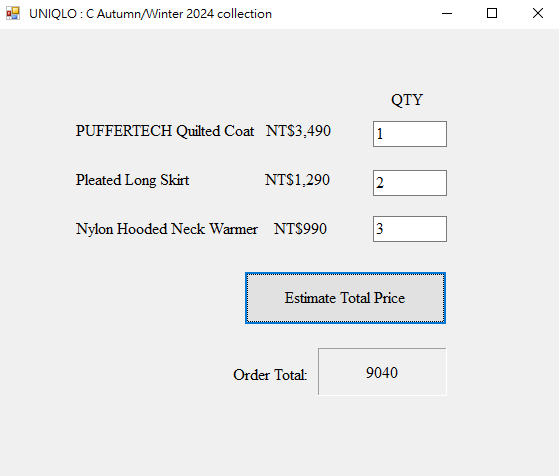 UNIQLO : C Autumn/Winter 2024 collection
QTY
PUFFERTECH Quilted Coat NT$3,490 1
Pleated Long Skirt NT$1,290 2
Nylon Hooded Neck Warmer NT$990 3
Estimate Total Price
Order Total: 9040